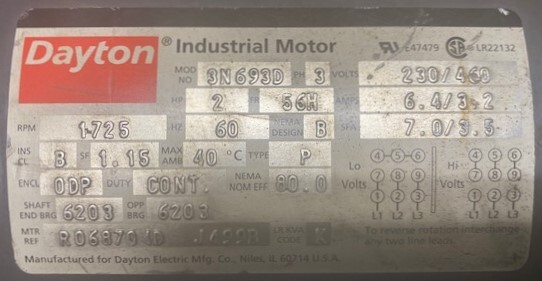 Dayton® Industrial Motor
UL E47479 SA LR22132
MOD NO 3N693D PH 3 VOLTS 230/460
HP 2 FR 56H AMPS 6.4/3.2
RPM 1725 HZ 60 NEMA DESIGN B SFA 7.0/3.5
INS CL B SF 1.15 MAX AMB 40 °C TYPE P
ENCL ODP DUTY CONT. NEMA NOM EFF 80.0
SHAFT END BRG 6203 OPP BRG 6203
MTR REF
LR KVA CODE K
Lo Volts
4 5 6
7 8 9
1 2 3
L1 L2 L3
Hi Volts
4 5 6
7 8 9
1 2 3
L1 L2 L3
To reverse rotation interchange
any two line leads.
Manufactured for Dayton Electric Mfg. Co., Niles, IL 60714 U.S.A.